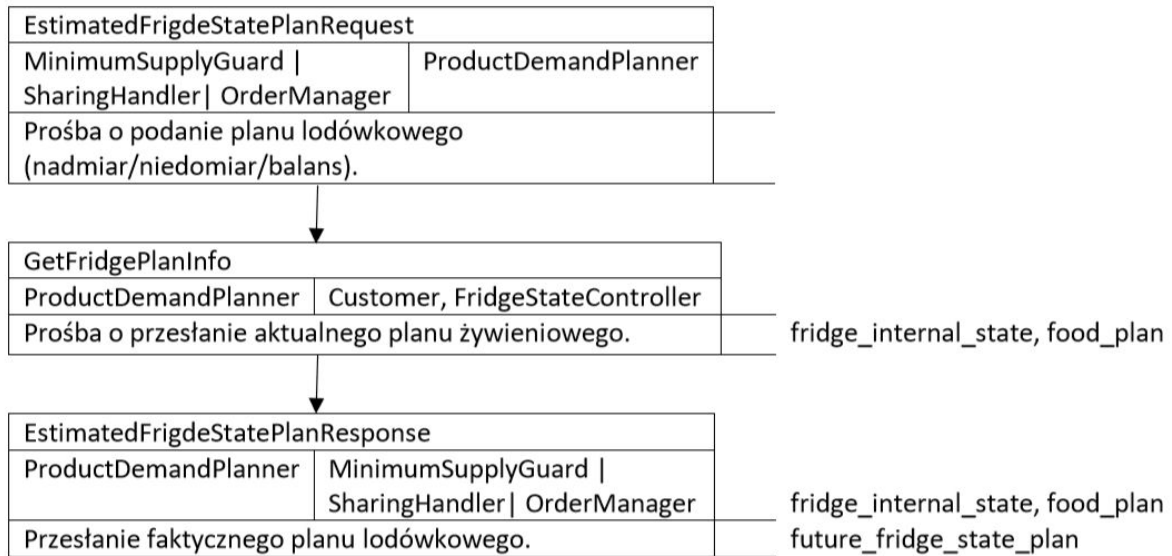 EstimatedFrigdeStatePlanRequest
MinimumSupplyGuard |
SharingHandler| OrderManager
ProductDemandPlanner
Prośba o podanie planu lodówkowego
(nadmiar/niedomiar/balans).
GetFridgePlanInfo
ProductDemandPlanner
Customer, FridgeStateController
Prośba o przesłanie aktualnego planu żywieniowego.
fridge_internal_state, food_plan
EstimatedFrigdeStatePlanResponse
ProductDemandPlanner
MinimumSupplyGuard |
SharingHandler| OrderManager
fridge_internal_state, food_plan
Przesłanie faktycznego planu lodówkowego.
future_fridge_state_plan